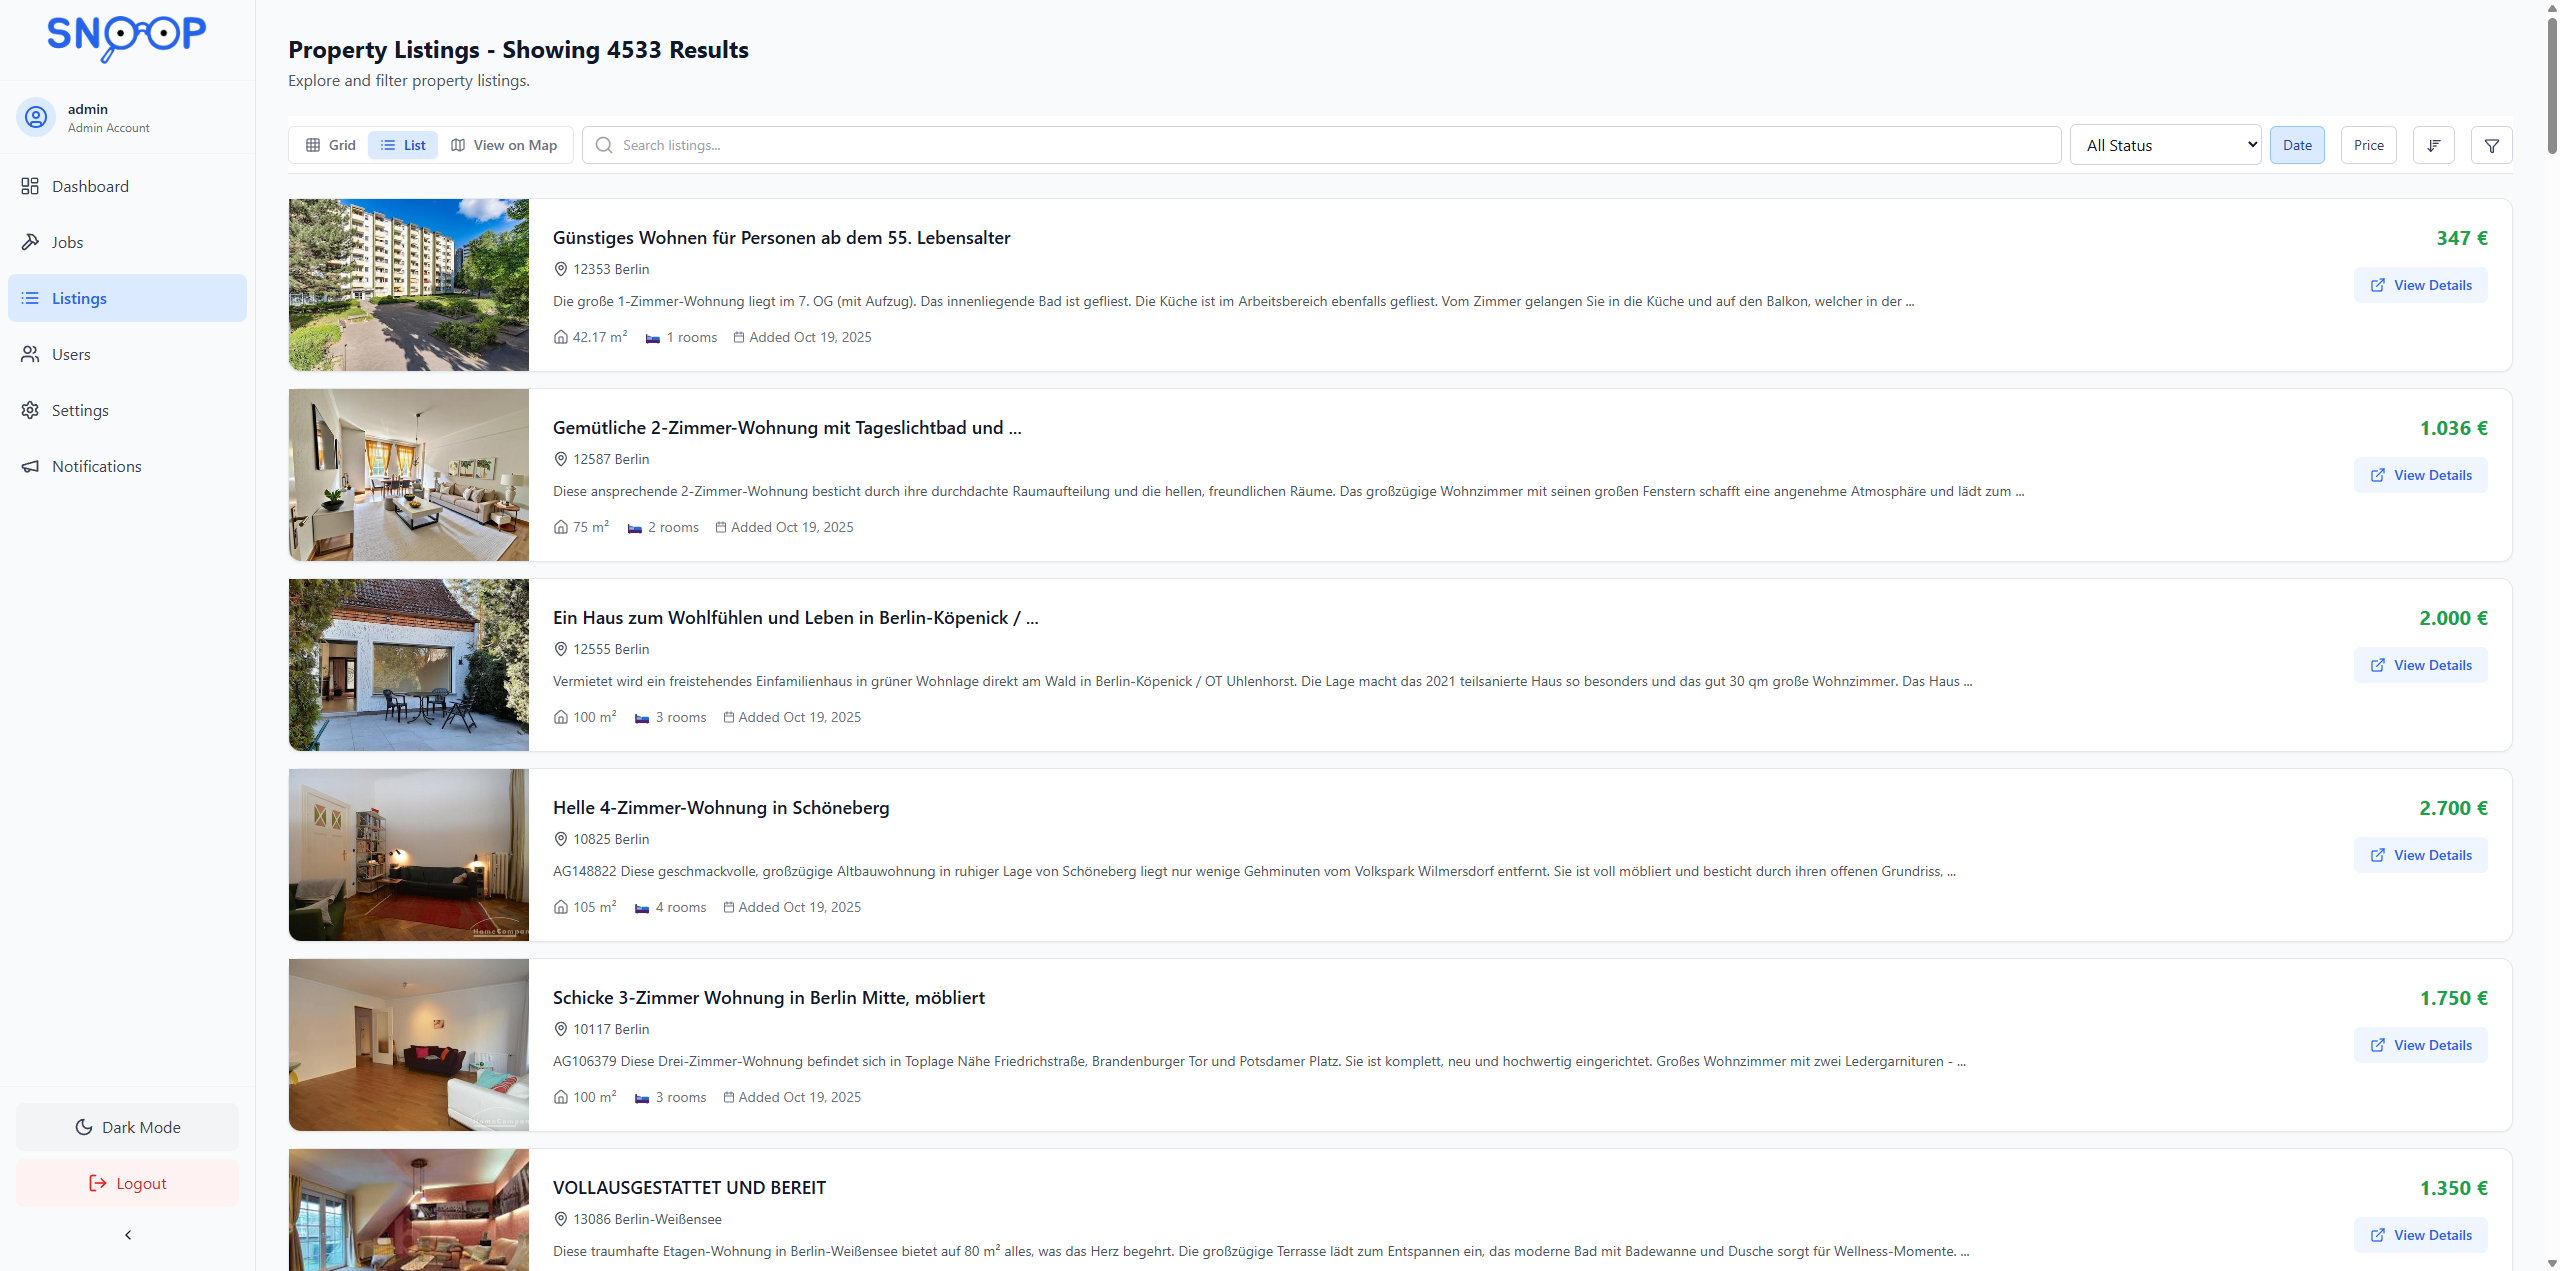 SNOOP
admin
Admin Account
Dashboard
Jobs
Listings
Users
Settings
Notifications
Dark Mode
Logout
Property Listings - Showing 4533 Results
Explore and filter property listings.
Grid
List
View on Map
Search listings...
All Status
Date
Price
Günstiges Wohnen für Personen ab dem 55. Lebensalter
347 €
12353 Berlin
View Details
Die große 1-Zimmer-Wohnung liegt im 7. OG (mit Aufzug). Das innenliegende Bad ist gefliest. Die Küche ist im Arbeitsbereich ebenfalls gefliest. Vom Zimmer gelangen Sie in die Küche und auf den Balkon, welcher in der ...
42.17 m² 1 rooms Added Oct 19, 2025
Gemütliche 2-Zimmer-Wohnung mit Tageslichtbad und ...
1.036 €
12587 Berlin
View Details
Diese ansprechende 2-Zimmer-Wohnung besticht durch ihre durchdachte Raumaufteilung und die hellen, freundlichen Räume. Das großzügige Wohnzimmer mit seinen großen Fenstern schafft eine angenehme Atmosphäre und lädt zum ...
75 m² 2 rooms Added Oct 19, 2025
Ein Haus zum Wohlfühlen und Leben in Berlin-Köpenick / ...
2.000 €
12555 Berlin
View Details
Vermietet wird ein freistehendes Einfamilienhaus in grüner Wohnlage direkt am Wald in Berlin-Köpenick / OT Uhlenhorst. Die Lage macht das 2021 teilsanierte Haus so besonders und das gut 30 qm große Wohnzimmer. Das Haus ...
100 m² 3 rooms Added Oct 19, 2025
Helle 4-Zimmer-Wohnung in Schöneberg
2.700 €
10825 Berlin
View Details
AG148822 Diese geschmackvolle, großzügige Altbauwohnung in ruhiger Lage von Schöneberg liegt nur wenige Gehminuten vom Volkspark Wilmersdorf entfernt. Sie ist voll möbliert und besticht durch ihren offenen Grundriss, ...
105 m² 4 rooms Added Oct 19, 2025
HomeCompan
Schicke 3-Zimmer Wohnung in Berlin Mitte, möbliert
1.750 €
10117 Berlin
View Details
AG106379 Diese Drei-Zimmer-Wohnung befindet sich in Toplage Nähe Friedrichstraße, Brandenburger Tor und Potsdamer Platz. Sie ist komplett, neu und hochwertig eingerichtet. Großes Wohnzimmer mit zwei Ledergarnituren - ...
100 m² 3 rooms Added Oct 19, 2025
VOLLAUSGESTATTET UND BEREIT
1.350 €
13086 Berlin-Weißensee
View Details
Diese traumhafte Etagen-Wohnung in Berlin-Weißensee bietet auf 80 m² alles, was das Herz begehrt. Die großzügige Terrasse lädt zum Entspannen ein, das moderne Bad mit Badewanne und Dusche sorgt für Wellness-Momente. ...